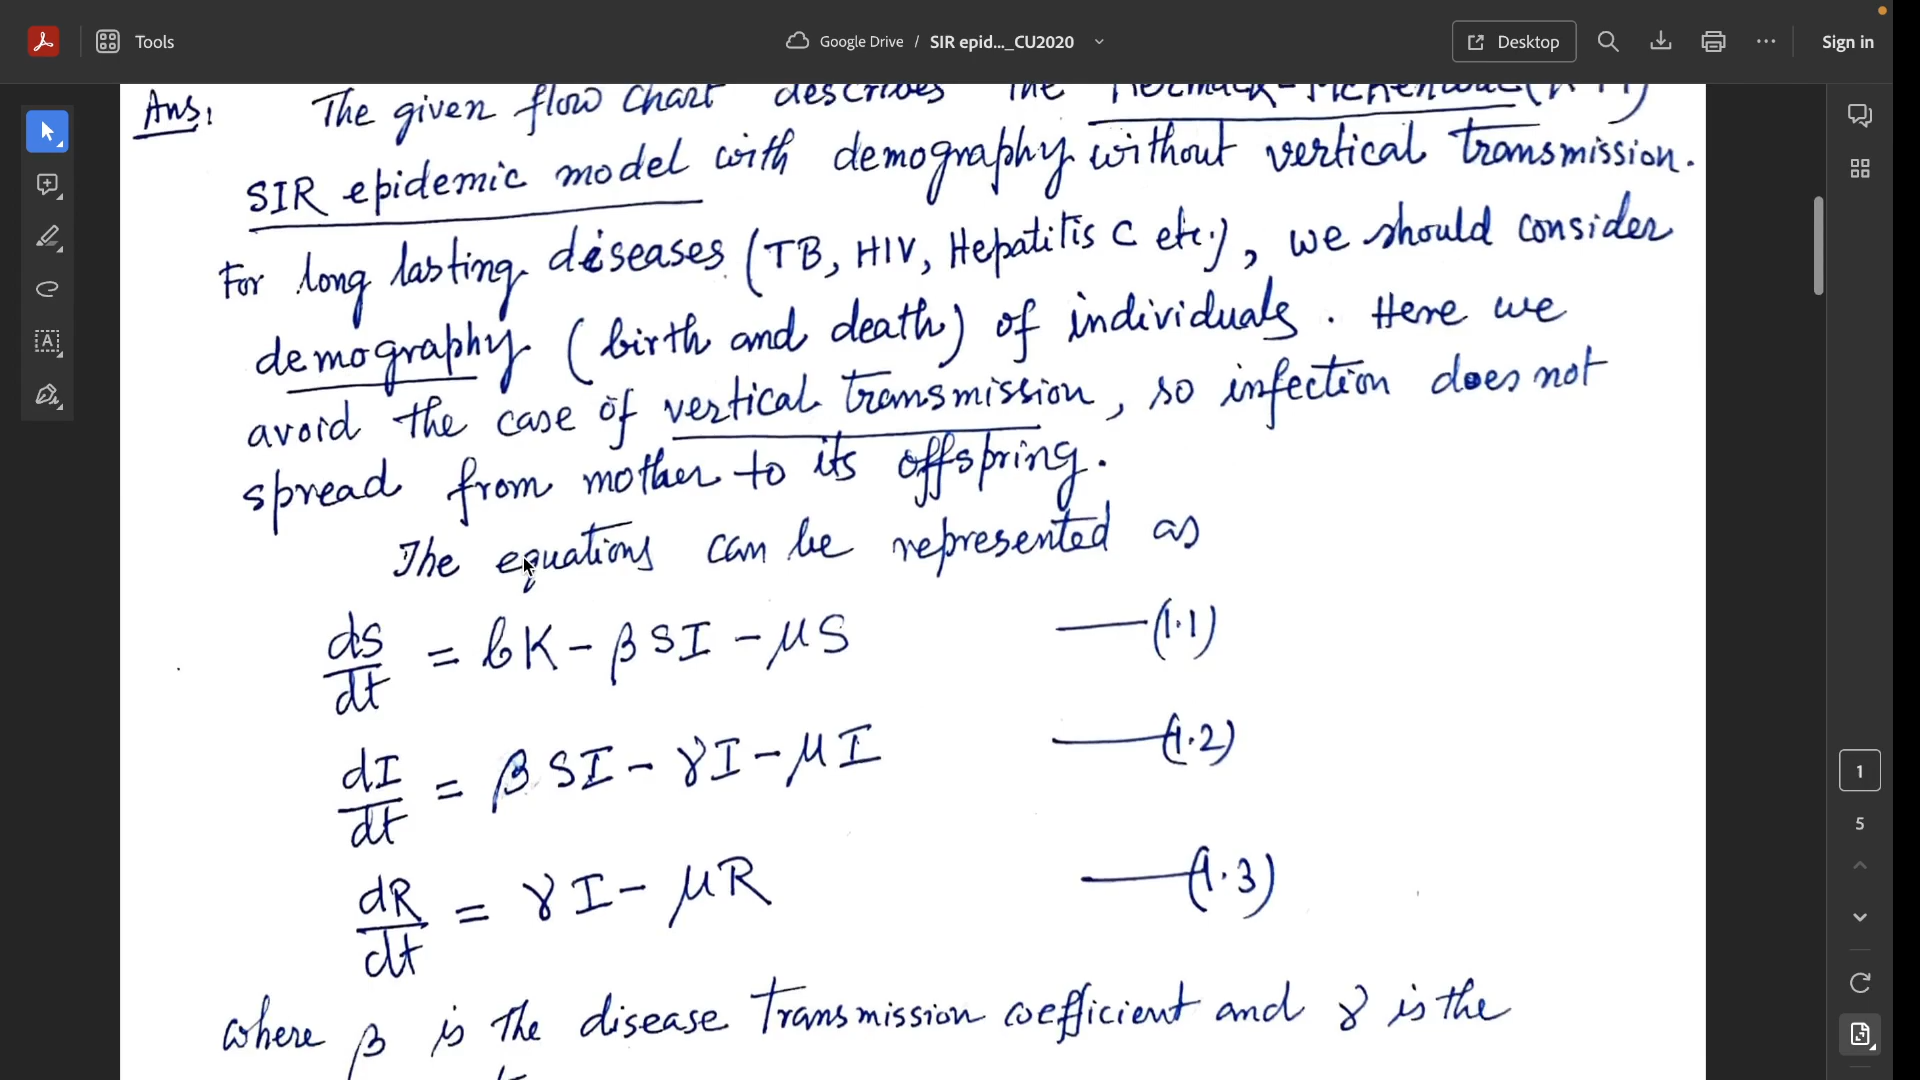 Tools
Google Drive / SIR epid..._CU2020
Desktop
Sign in
Ans: The given flow chart describes the Kermack-McKendrick (K-M)
SIR epidemic model with demography without vertical transmission.
For long lasting diseases (TB, HIV, Hepatitis C etc.), we should consider
demography (birth and death) of individuals. Here we
avoid the case of vertical transmission, so infection does not
spread from mother to its offspring.
The equations can be represented as
dS/dt = bK - βSI - μS —(1.1)
dI/dt = βSI - γI - μI —(1.2)
dR/dt = γI - μR —(1.3)
where β is the disease transmission coefficient and γ is the
1
5